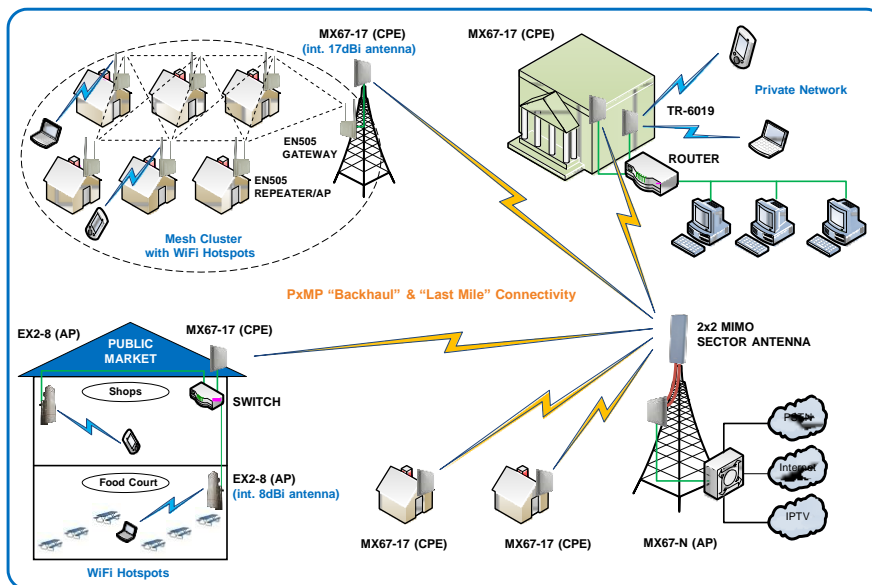 MX67-17 (CPE)
(int. 17dBi antenna)
MX67-17 (CPE)
Private Network
TR-6019
EN505
GATEWAY
ROUTER
EN505
REPEATER/AP
Mesh Cluster
with WiFi Hotspots
PxMP “Backhaul” & “Last Mile” Connectivity
EX2-8 (AP)
MX67-17 (CPE)
2x2 MIMO
SECTOR ANTENNA
PUBLIC
MARKET
Shops
SWITCH
PSTN
Food Court
EX2-8 (AP)
(int. 8dBi antenna)
Internet
IPTV
MX67-17 (CPE)
MX67-17 (CPE)
MX67-N (AP)
WiFi Hotspots